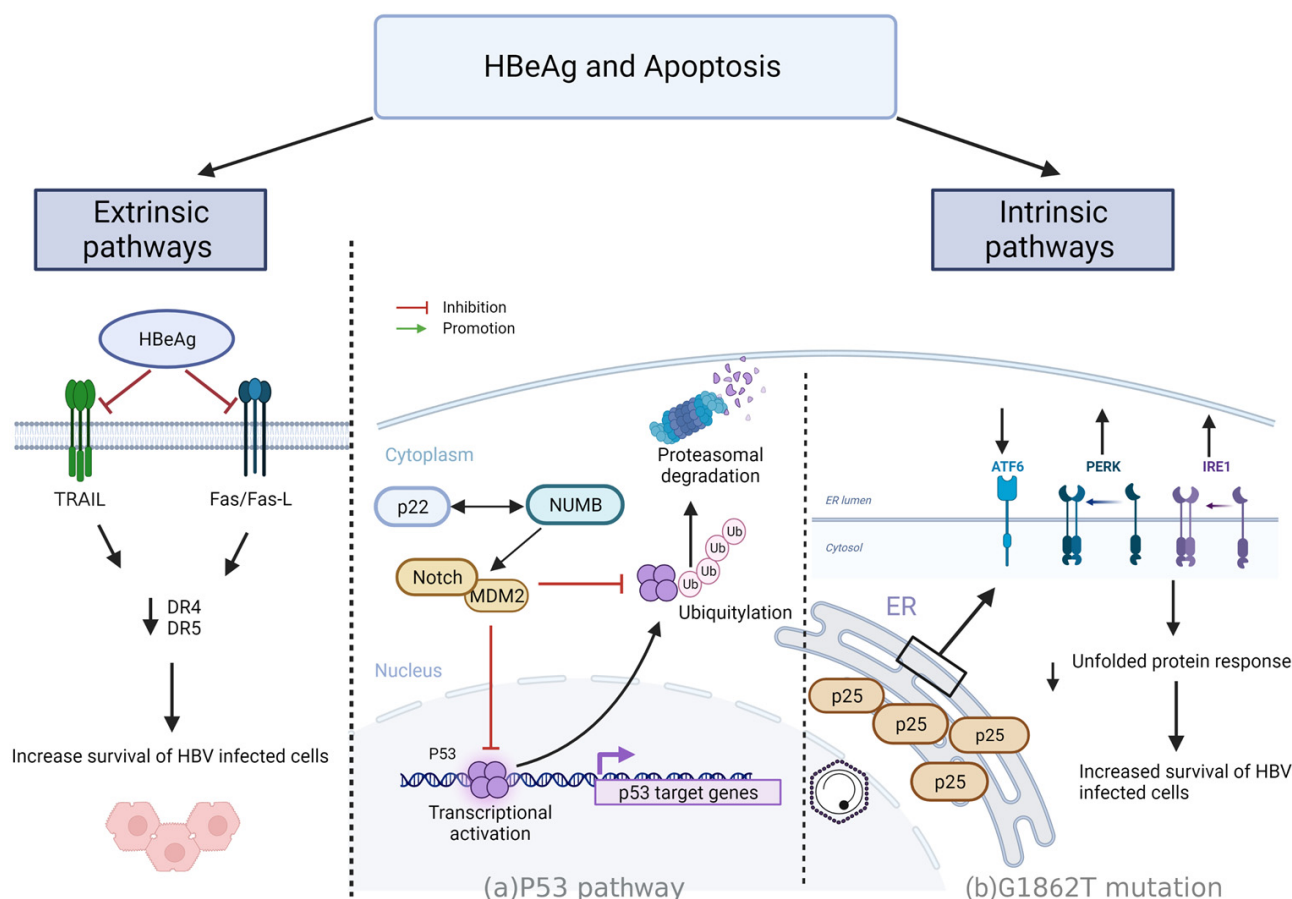 HBeAg and Apoptosis
Extrinsic
pathways
Intrinsic
pathways
HBeAg
TRAIL
Fas/Fas-L
DR4
DR5
Increase survival of HBV infected cells
Inhibition
Promotion
Cytoplasm
p22
NUMB
Notch
MDM2
Proteasomal
degradation
Ub
Ub
Ub
Ub
Ubiquitylation
Nucleus
P53
p53 target genes
Transcriptional
activation
(a)P53 pathway
ATF6
PERK
IRE1
ER lumen
Cytosol
ER
p25
p25
p25
p25
Unfolded protein response
Increased survival of HBV
infected cells
(b)G1862T mutation